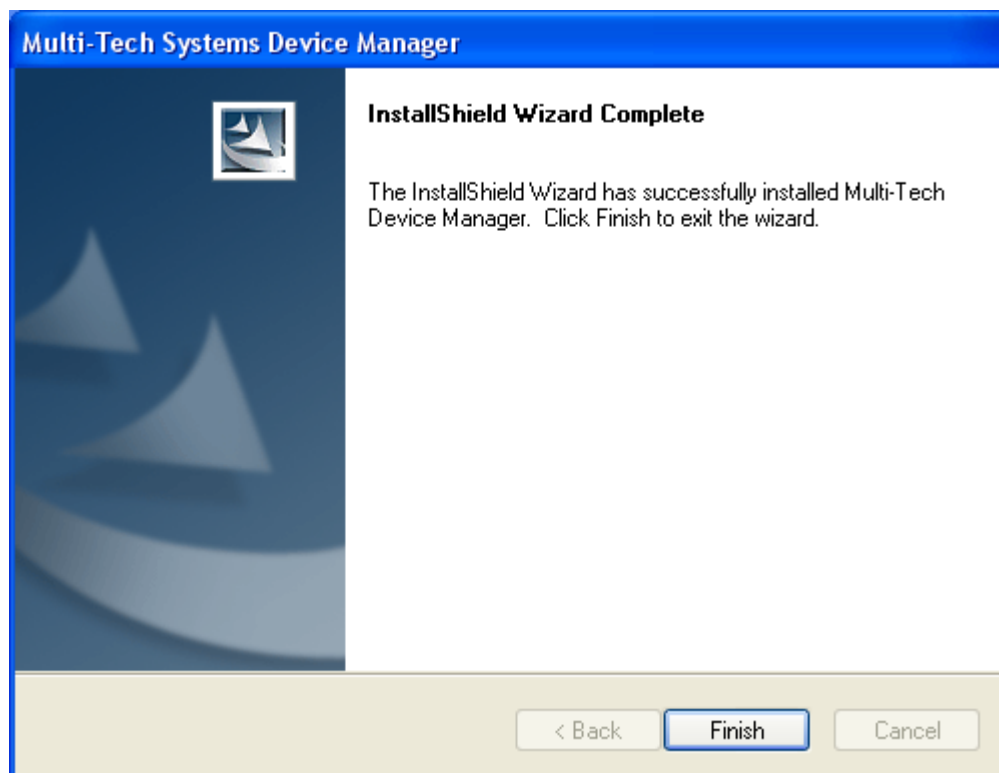 Multi-Tech Systems Device Manager
InstallShield Wizard Complete
The InstallShield Wizard has successfully installed Multi-Tech
Device Manager.  Click Finish to exit the wizard.
< Back
Finish
Cancel